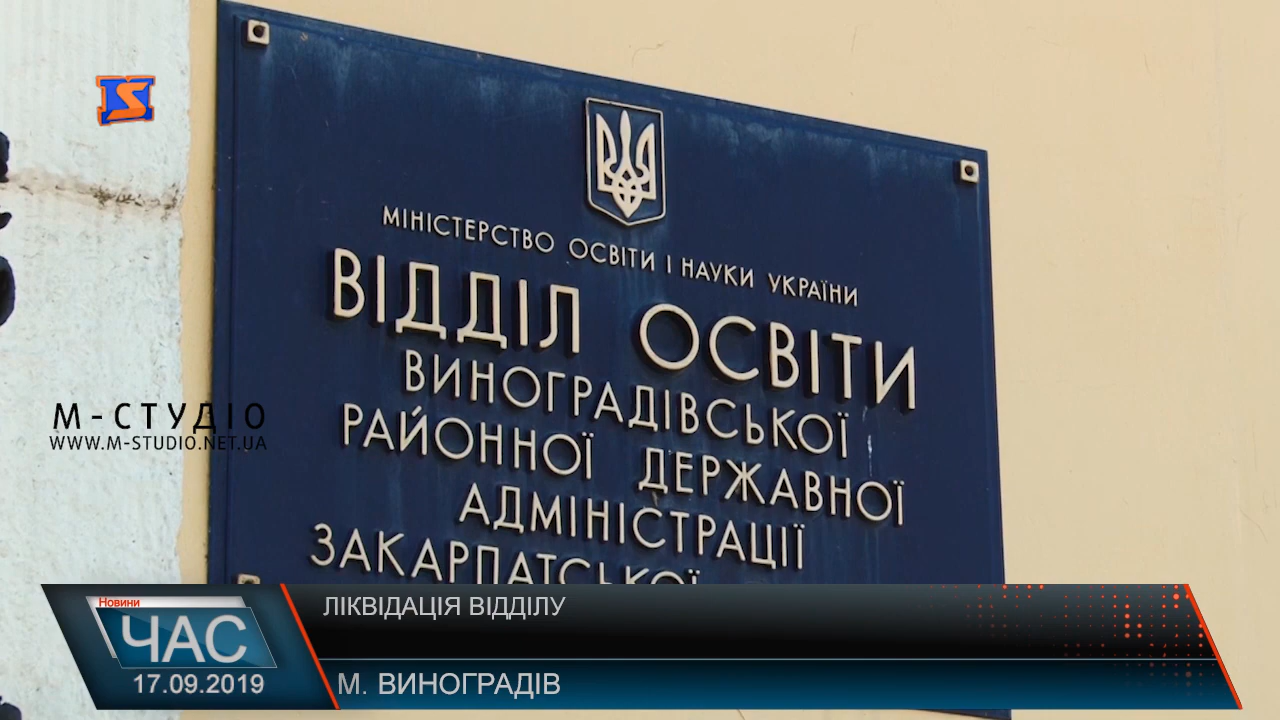 МІНІСТЕРСТВО ОСВІТИ І НАУКИ УКРАЇНИ
ВІДДІЛ ОСВІТИ
ВИНОГРАДІВСЬКОЇ
РАЙОННОЇ ДЕРЖАВНОЇ
АДМІНІСТРАЦІЇ
ЗАКАРПАТСЬКОЇ
М-СТУДІО
WWW.M-STUDIO.NET.UA
Новини
ЧАС
17.09.2019
ЛІКВІДАЦІЯ ВІДДІЛУ
М. ВИНОГРАДІВ